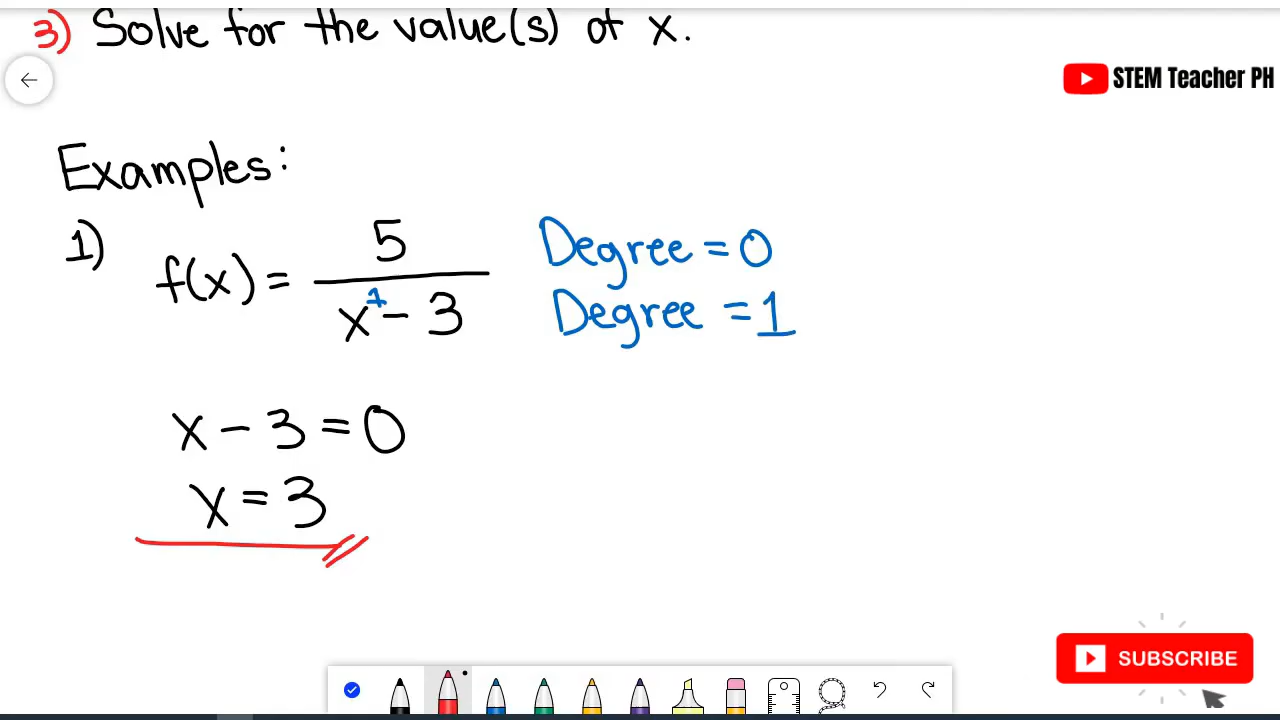 3) Solve for the value(s) of x.
STEM Teacher PH
Examples:
1) f(x) = 5 / x¹ - 3
Degree = 0
Degree = 1
x - 3 = 0
x = 3
SUBSCRIBE